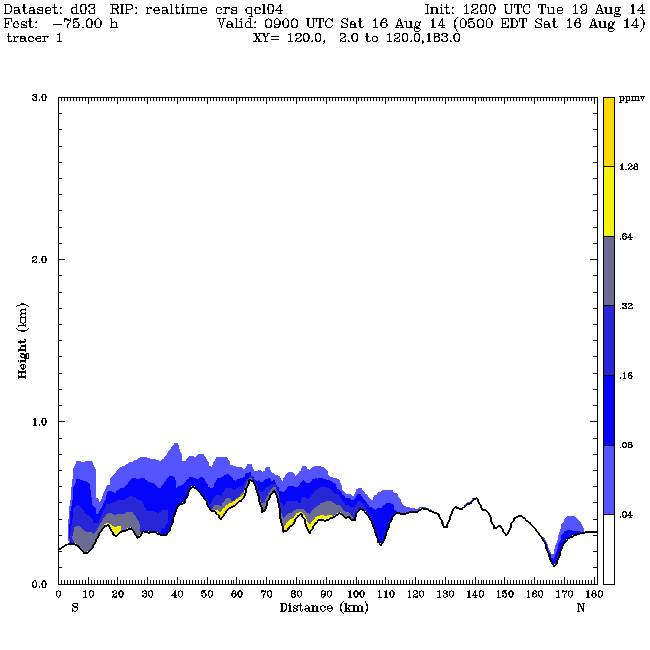 Dataset: d03 RIP: realtime crs qcl04 Init: 1200 UTC Tue 19 Aug 14
Fcst: -75.00 h Valid: 0900 UTC Sat 16 Aug 14 (0500 EDT Sat 16 Aug 14)
tracer 1 XY= 120.0, 2.0 to 120.0,183.0
ppmv
3.0
1.28
.64
2.0
.32
Height (km)
.16
1.0
.08
.04
0.0
0 10 20 30 40 50 60 70 80 90 100 110 120 130 140 150 160 170 180
S Distance (km) N